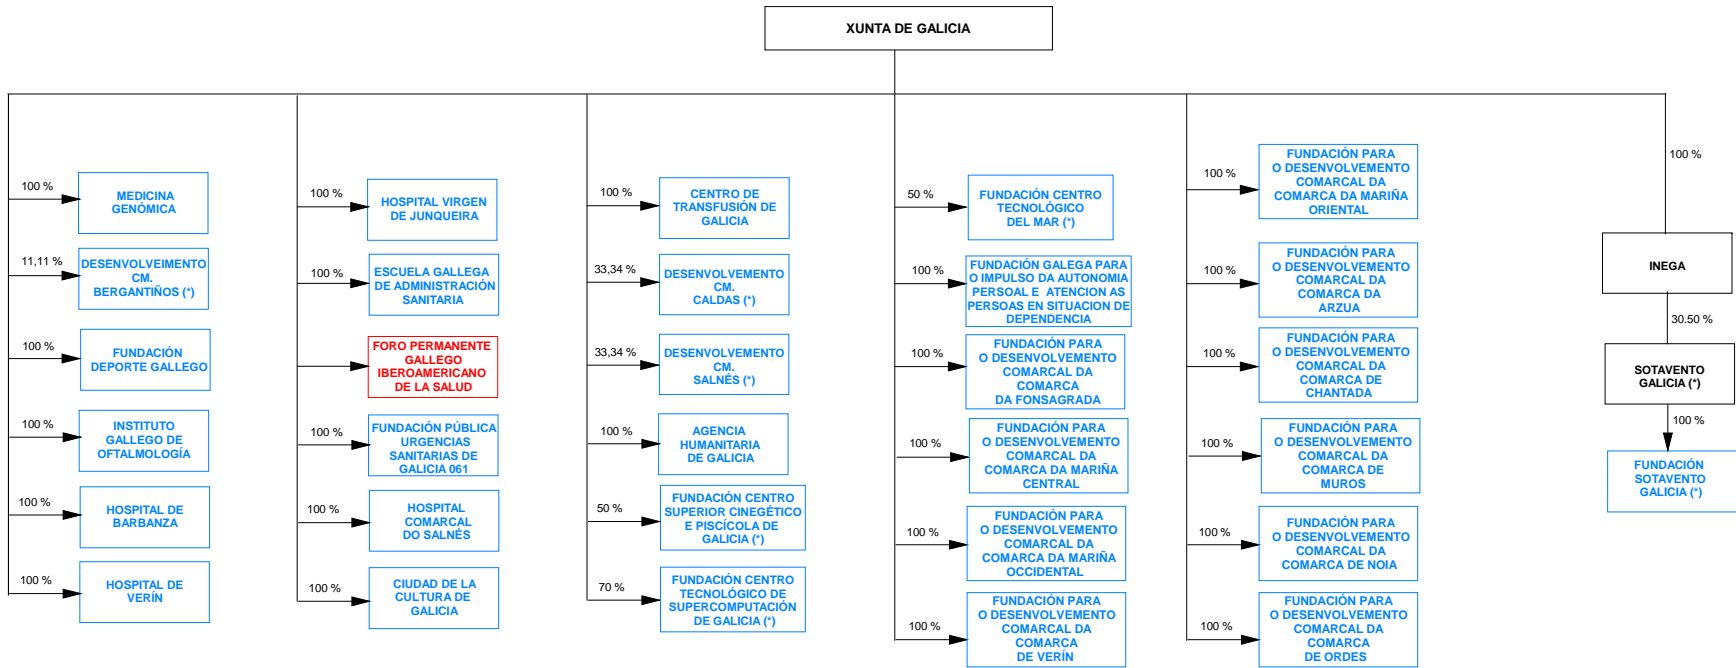 XUNTA DE GALICIA
100 %
MEDICINA
GENÓMICA
11,11 %
DESENVOLVEIMENTO
CM.
BERGANTIÑOS (*)
100 %
FUNDACIÓN
DEPORTE GALLEGO
100 %
INSTITUTO
GALLEGO DE
OFTALMOLOGÍA
100 %
HOSPITAL DE
BARBANZA
100 %
HOSPITAL DE
VERÍN
100 %
HOSPITAL VIRGEN
DE JUNQUEIRA
100 %
ESCUELA GALLEGA
DE ADMINISTRACIÓN
SANITARIA
FORO PERMANENTE
GALLEGO
IBEROAMERICANO
DE LA SALUD
100 %
FUNDACIÓN PÚBLICA
URGENCIAS
SANITARIAS DE
GALICIA 061
100 %
HOSPITAL
COMARCAL
DO SALNÉS
100 %
CIUDAD DE LA
CULTURA DE
GALICIA
100 %
CENTRO DE
TRANSFUSIÓN DE
GALICIA
33,34 %
DESENVOLVEMENTO
CM.
CALDAS (*)
33,34 %
DESENVOLVEMENTO
CM.
SALNÉS (*)
100 %
AGENCIA
HUMANITARIA
DE GALICIA
50 %
FUNDACIÓN CENTRO
SUPERIOR CINEGÉTICO
E PISCÍCOLA DE
GALICIA (*)
70 %
FUNDACIÓN CENTRO
TECNOLÓGICO DE
SUPERCOMPUTACIÓN
DE GALICIA (*)
50 %
FUNDACIÓN CENTRO
TECNOLÓGICO
DEL MAR (*)
100 %
FUNDACIÓN GALEGA PARA
O IMPULSO DA AUTONOMIA
PERSOAL E ATENCION AS
PERSOAS EN SITUACION DE
DEPENDENCIA
100 %
FUNDACIÓN PARA
O DESENVOLVEMENTO
COMARCAL DA
COMARCA
DA FONSAGRADA
100 %
FUNDACIÓN PARA
O DESENVOLVEMENTO
COMARCAL DA
COMARCA DA MARIÑA
CENTRAL
100 %
FUNDACIÓN PARA
O DESENVOLVEMENTO
COMARCAL DA
COMARCA DA MARIÑA
OCCIDENTAL
100 %
FUNDACIÓN PARA
O DESENVOLVEMENTO
COMARCAL DA
COMARCA
DE VERÍN
100 %
FUNDACIÓN PARA
O DESENVOLVEMENTO
COMARCAL DA
COMARCA DA MARIÑA
ORIENTAL
100 %
FUNDACIÓN PARA
O DESENVOLVEMENTO
COMARCAL DA
COMARCA DA
ARZUA
100 %
FUNDACIÓN PARA
O DESENVOLVEMENTO
COMARCAL DA
COMARCA DE
CHANTADA
100 %
FUNDACIÓN PARA
O DESENVOLVEMENTO
COMARCAL DA
COMARCA DE
MUROS
100 %
FUNDACIÓN PARA
O DESENVOLVEMENTO
COMARCAL DA
COMARCA DE NOIA
100 %
FUNDACIÓN PARA
O DESENVOLVEMENTO
COMARCAL DA
COMARCA
DE ORDES
100 %
INEGA
30.50 %
SOTAVENTO
GALICIA (*)
100 %
FUNDACIÓN
SOTAVENTO
GALICIA (*)